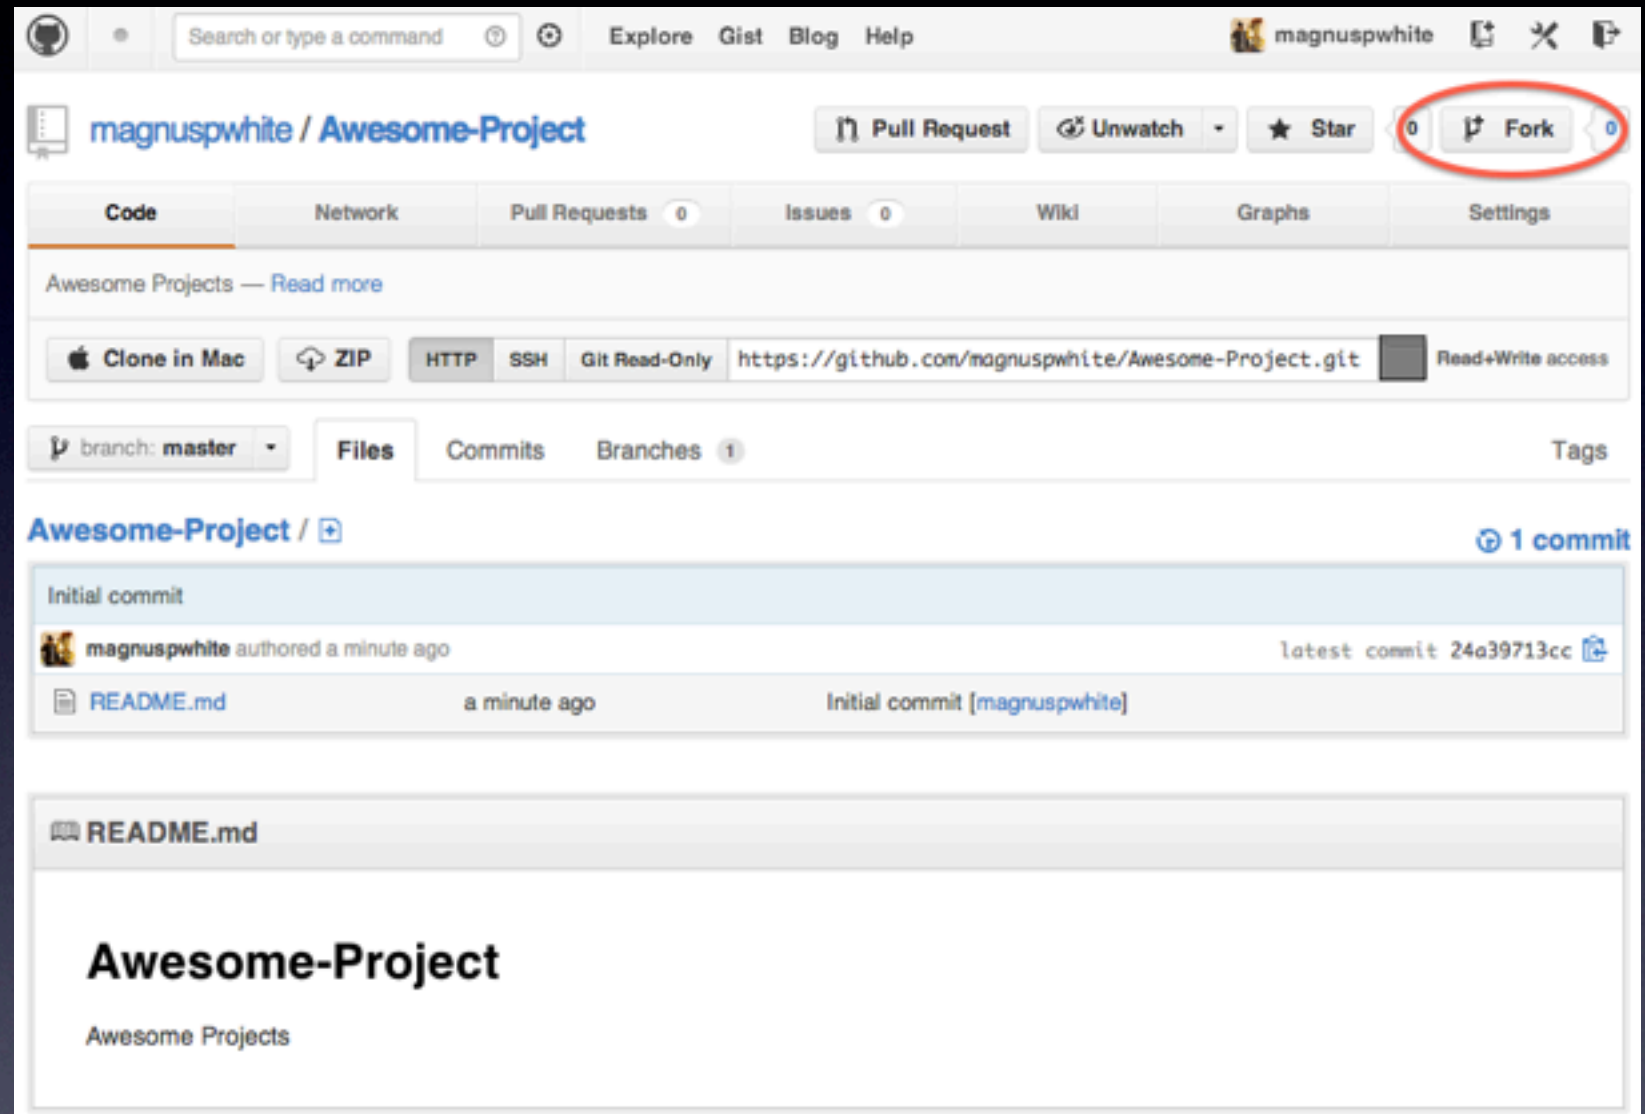 Search or type a command Explore Gist Blog Help magnuspwhite
magnuspwhite / Awesome-Project Pull Request Unwatch Star 0 Fork 0
Code Network Pull Requests 0 Issues 0 Wiki Graphs Settings
Awesome Projects — Read more
Clone in Mac ZIP HTTP SSH Git Read-Only https://github.com/magnuspwhite/Awesome-Project.git Read+Write access
branch: master Files Commits Branches 1 Tags
Awesome-Project /
1 commit
Initial commit
magnuspwhite authored a minute ago latest commit 24a39713cc
README.md a minute ago Initial commit [magnuspwhite]
README.md
Awesome-Project
Awesome Projects